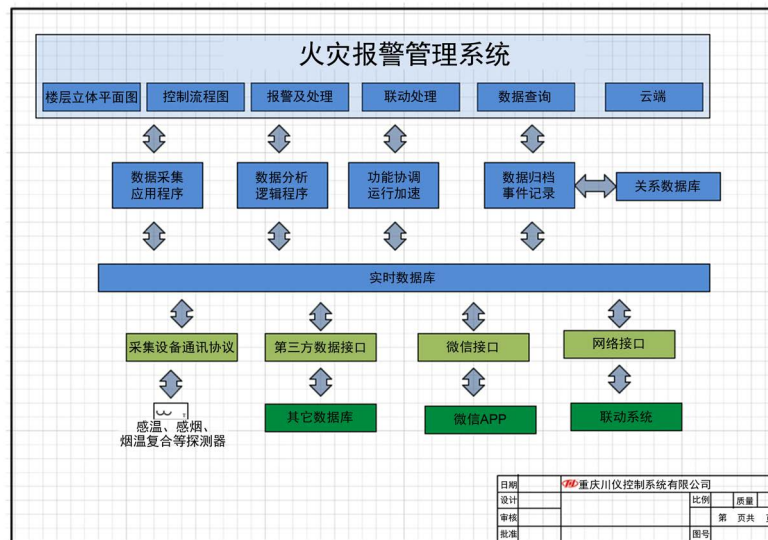 火灾报警管理系统
楼层立体平面图 控制流程图 报警及处理 联动处理 数据查询 云端
数据采集 数据分析 功能协调 数据归档
应用程序 逻辑程序 运行加速 事件记录 关系数据库
实时数据库
采集设备通讯协议 第三方数据接口 微信接口 网络接口
感温、感烟、 其它数据库 微信APP 联动系统
烟温复合等探测器
日期 重庆川仪控制系统有限公司
设计 比例 质量
审核 第 页共
批准 图号